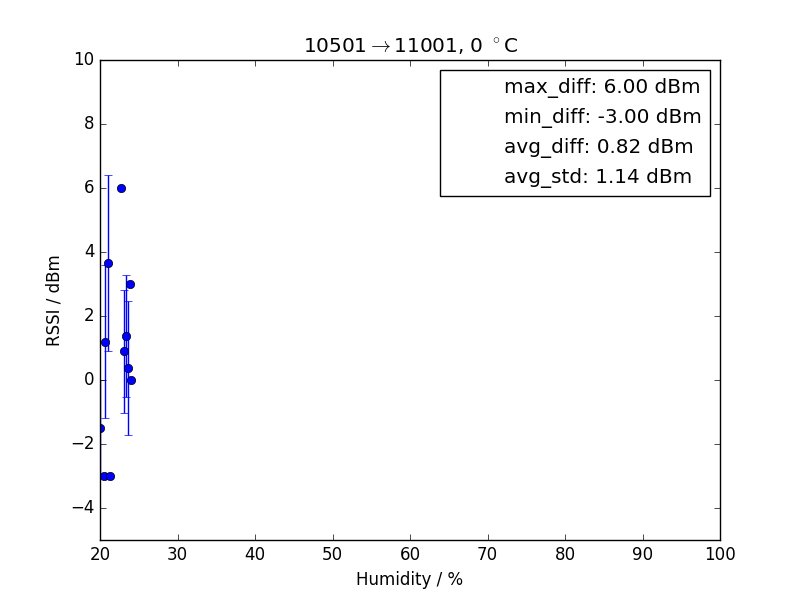 10501→11001, 0 °C
max_diff: 6.00 dBm
min_diff: -3.00 dBm
avg_diff: 0.82 dBm
avg_std: 1.14 dBm
RSSI / dBm
10
8
6
4
2
0
−2
−4
20 30 40 50 60 70 80 90 100
Humidity / %